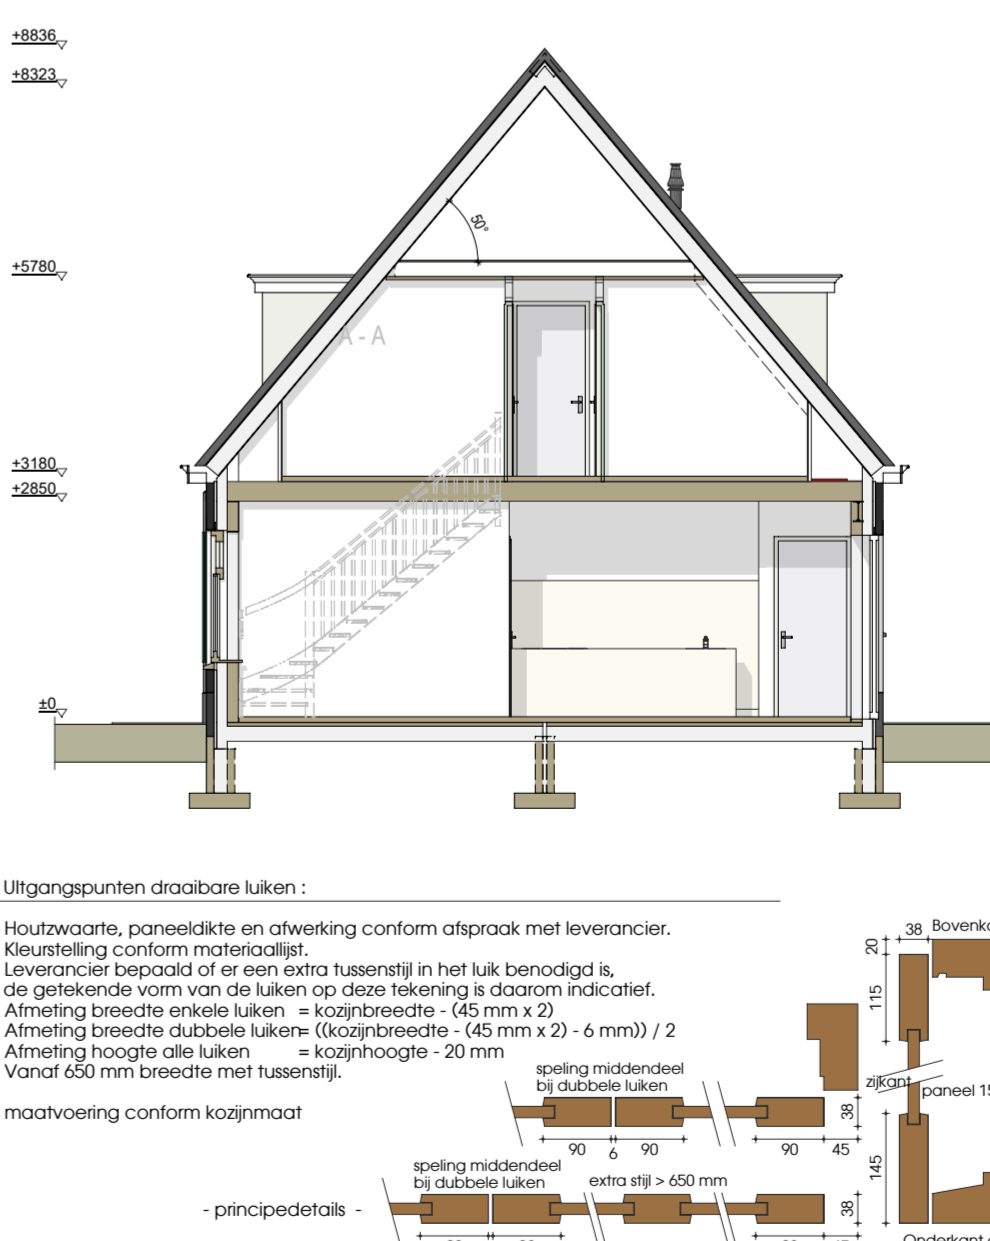 +8836
+8323
50°
+5780
A - A
+3180
+2850
±0
UItgangspunten draaibare luiken :
Houtzwaarte, paneeldikte en afwerking conform afspraak met leverancier.
Kleurstelling conform materiaallijst.
Leverancier bepaald of er een extra tussenstijl in het luik benodigd is,
de getekende vorm van de luiken op deze tekening is daarom indicatief.
Afmeting breedte enkele luiken = kozijnbreedte - (45 mm x 2)
Afmeting breedte dubbele luiken= ((kozijnbreedte - (45 mm x 2) - 6 mm)) / 2
Afmeting hoogte alle luiken = kozijnhoogte - 20 mm
Vanaf 650 mm breedte met tussenstijl.
maatvoering conform kozijnmaat
38
20
115
speling middendeel
bij dubbele luiken
zijkant
paneel
38
90 6 90 90 45
145
speling middendeel
bij dubbele luiken
extra stijl > 650 mm
- principedetails -
38